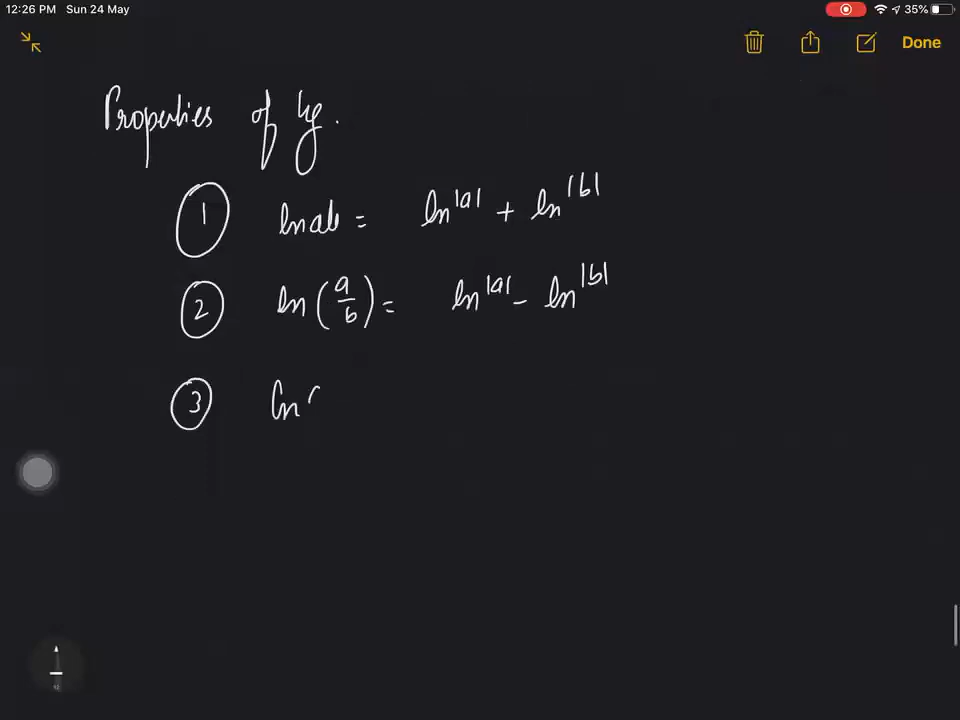 12:26 PM Sun 24 May 35%
Done
Properties of lg.
1 ln ab = ln |a| + ln |b|
2 ln (a/b) = ln |a| - ln |b|
3 ln